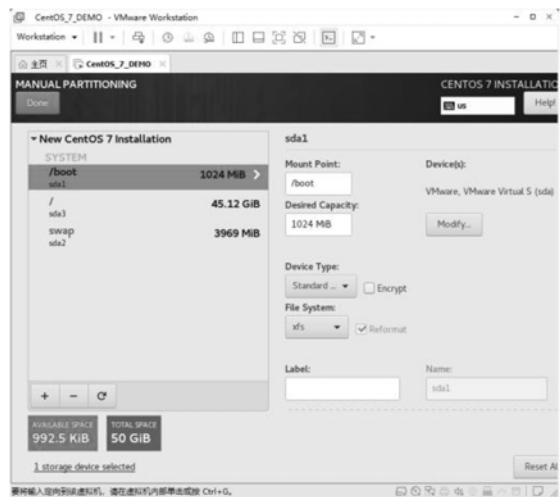 CentOS_7_DEMO - VMware Workstation
Workstation
主页 CentOS_7_DEMO
MANUAL PARTITIONING
CENTOS 7 INSTALLATIO
Done
us
Help!
New CentOS 7 Installation
SYSTEM
/boot
1024 MiB
sda1
/
45.12 GiB
sda3
swap
3969 MiB
sda2
+ −
AVAILABLE SPACE
992.5 KiB
TOTAL SPACE
50 GiB
1 storage device selected
sda1
Mount Point:
Device(s):
/boot
VMware, VMware Virtual S (sda)
Desired Capacity:
1024 MiB
Modify...
Device Type:
Standard ...
Encrypt
File System:
xfs
Reformat
Label:
Name:
sda1
Reset Al
要将输入定向到该虚拟机，请在虚拟机内部单击或按 Ctrl+G。